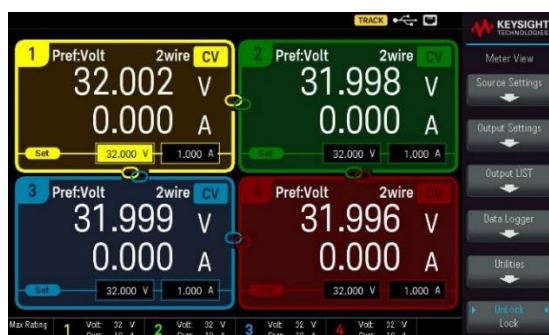 TRACK
KEYSIGHT
TECHNOLOGIES
Meter View
Source Settings
Output Settings
Output LIST
Data Logger
Utilities
UnLock
Lock
1 Pref:Volt 2wire CV
32.002 V
0.000 A
Set 32.000 V 1.000 A
2 Pref:Volt 2wire CV
31.998 V
0.000 A
Set 32.000 V 1.000 A
3 Pref:Volt 2wire CV
31.999 V
0.000 A
Set 32.000 V 1.000 A
4 Pref:Volt 2wire CV
31.996 V
0.000 A
Set 32.000 V 1.000 A
Max Rating 1 Volt: 32 V 2 Volt: 32 V 3 Volt: 32 V 4 Volt: 32 V